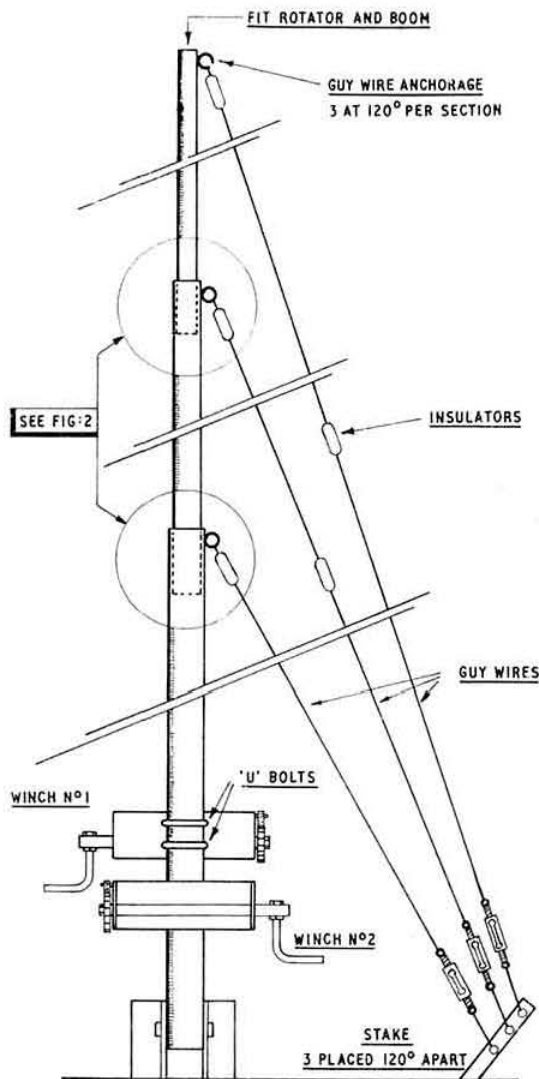 FIT ROTATOR AND BOOM
GUY WIRE ANCHORAGE
3 AT 120° PER SECTION
SEE FIG:2
INSULATORS
GUY WIRES
'U' BOLTS
WINCH Nº1
WINCH Nº2
STAKE
3 PLACED 120° APART